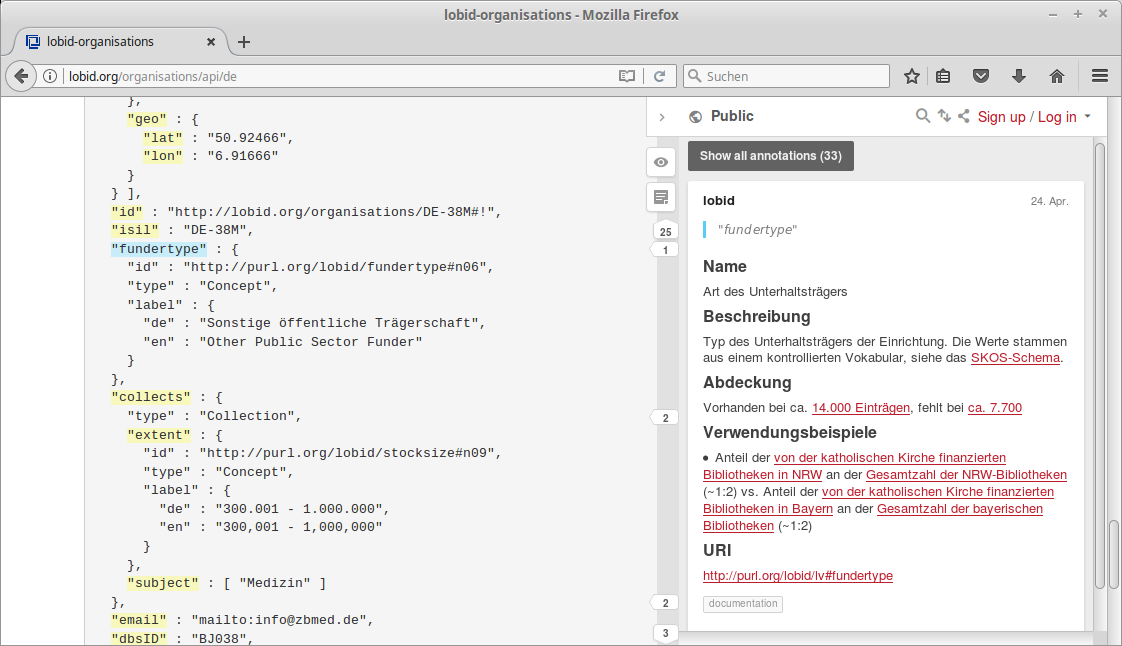 lobid-organisations - Mozilla Firefox
lobid-organisations
lobid.org/organisations/api/de
Suchen
},
"geo" : {
"lat" : "50.92466",
"lon" : "6.91666"
}
} ],
"id" : "http://lobid.org/organisations/DE-38M#!",
"isil" : "DE-38M",
"fundertype" : {
"id" : "http://purl.org/lobid/fundertype#n06",
"type" : "Concept",
"label" : {
"de" : "Sonstige öffentliche Trägerschaft",
"en" : "Other Public Sector Funder"
}
},
"collects" : {
"type" : "Collection",
"extent" : {
"id" : "http://purl.org/lobid/stocksize#n09",
"type" : "Concept",
"label" : {
"de" : "300.001 - 1.000.000",
"en" : "300,001 - 1,000,000"
}
},
"subject" : [ "Medizin" ]
},
"email" : "mailto:info@zbmed.de",
"dbsID" : "BJ038",
25
1
2
2
3
Public
Sign up / Log in
Show all annotations (33)
lobid
24. Apr.
"fundertype"
Name
Art des Unterhaltsträgers
Beschreibung
Typ des Unterhaltsträgers der Einrichtung. Die Werte stammen
aus einem kontrollierten Vokabular, siehe das SKOS-Schema.
Abdeckung
Vorhanden bei ca. 14.000 Einträgen, fehlt bei ca. 7.700
Verwendungsbeispiele
• Anteil der von der katholischen Kirche finanzierten
Bibliotheken in NRW an der Gesamtzahl der NRW-Bibliotheken
(~1:2) vs. Anteil der von der katholischen Kirche finanzierten
Bibliotheken in Bayern an der Gesamtzahl der bayerischen
Bibliotheken (~1:2)
URI
http://purl.org/lobid/lv#fundertype
documentation